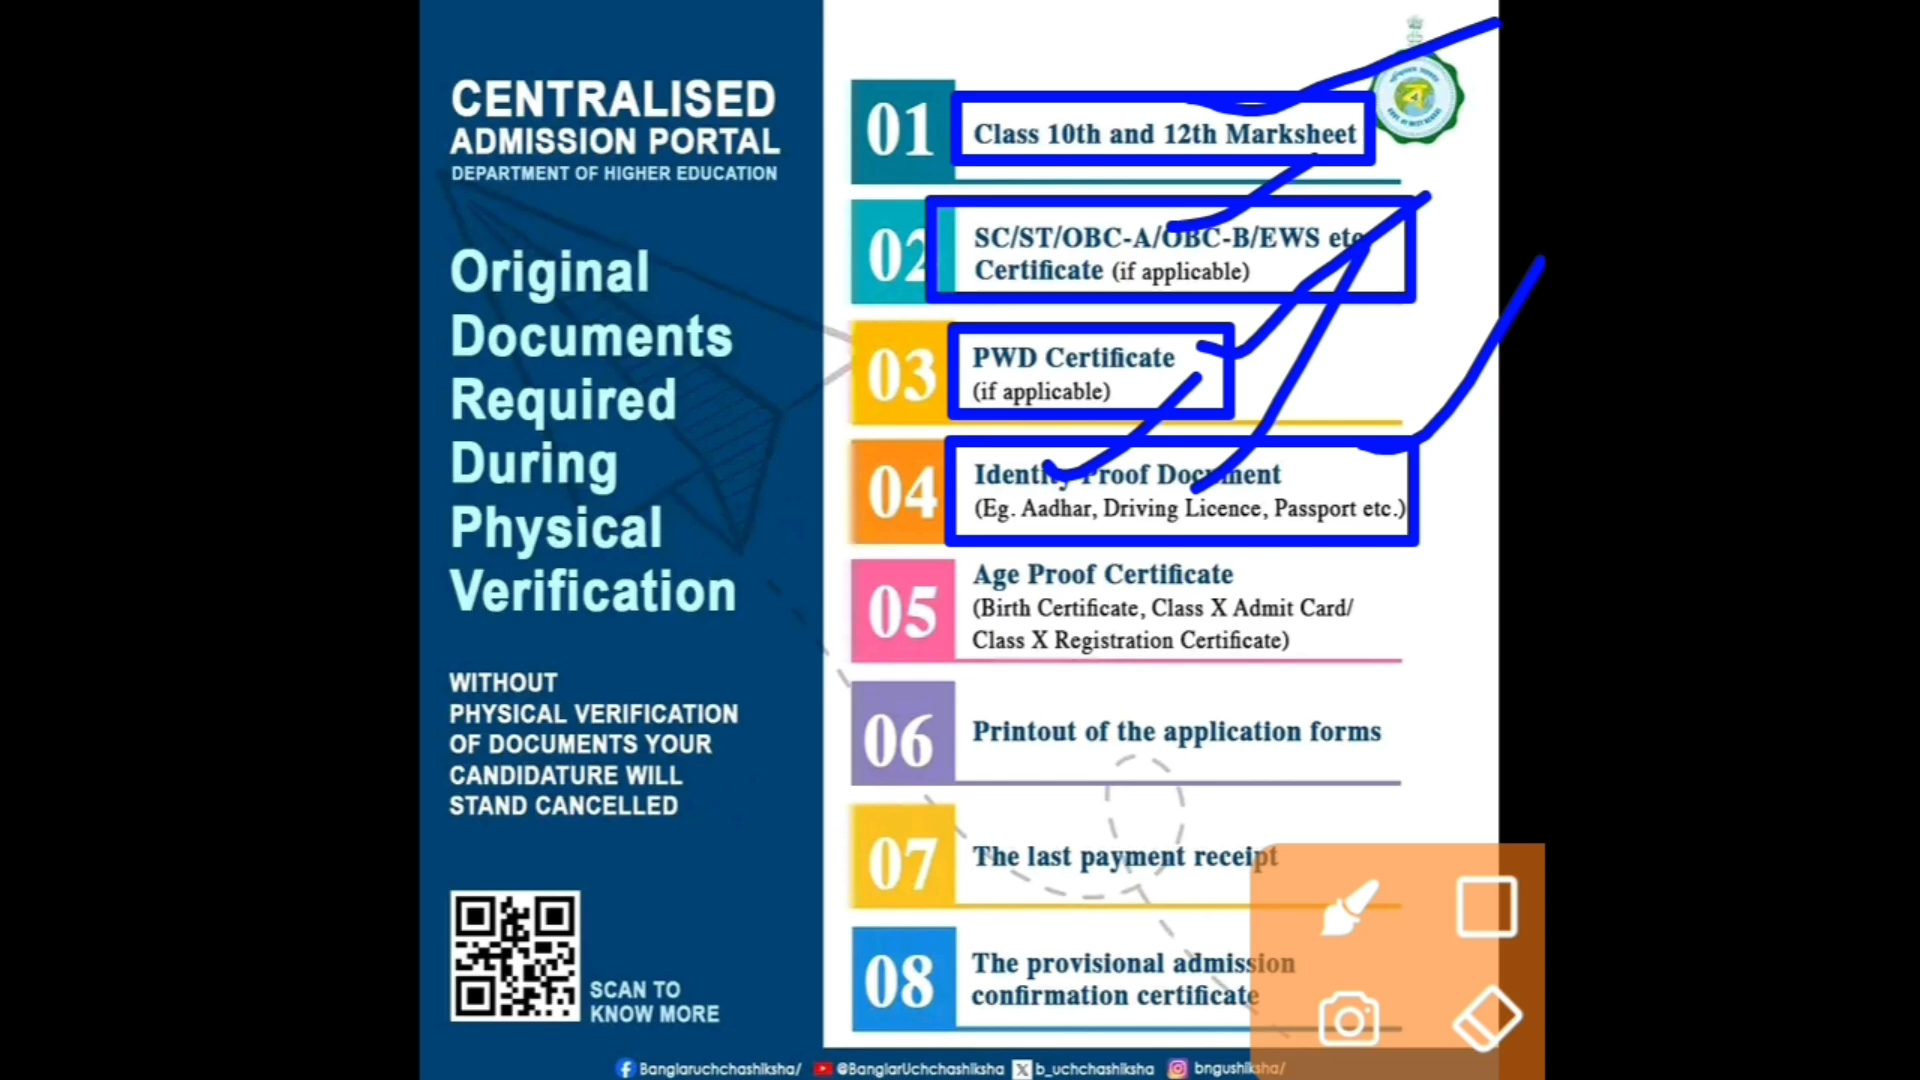 CENTRALISED
ADMISSION PORTAL
DEPARTMENT OF HIGHER EDUCATION
Original
Documents
Required
During
Physical
Verification
WITHOUT
PHYSICAL VERIFICATION
OF DOCUMENTS YOUR
CANDIDATURE WILL
STAND CANCELLED
SCAN TO
KNOW MORE
01
Class 10th and 12th Marksheet
02
SC/ST/OBC-A/OBC-B/EWS etc
Certificate (if applicable)
03
PWD Certificate
(if applicable)
04
Identity Proof Document
(Eg. Aadhar, Driving Licence, Passport etc.)
05
Age Proof Certificate
(Birth Certificate, Class X Admit Card/
Class X Registration Certificate)
06
Printout of the application forms
07
The last payment receipt
08
The provisional admission
confirmation certificate
Banglaruchchashiksha/ @BanglarUchchashiksha b_uchchashiksha bngushiksha/